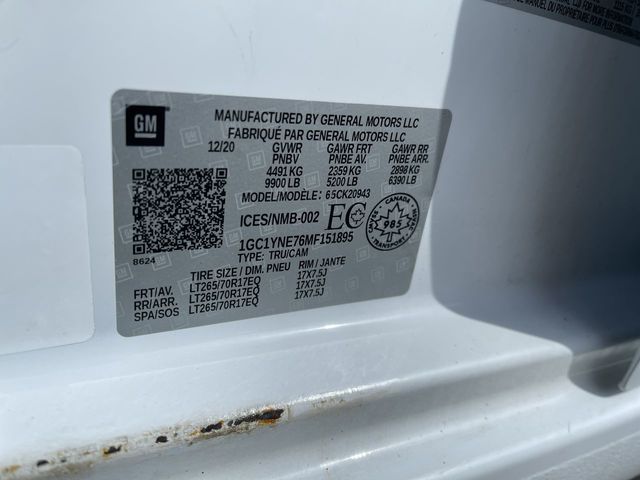 MANUFACTURED BY GENERAL MOTORS LLC
FABRIQUÉ PAR GENERAL MOTORS LLC
GM
12/20 GVWR GAWR FRT GAWR RR
PNBV PNBE AV. PNBE ARR.
4491 KG 2359 KG 2898 KG
9900 LB 5200 LB 6390 LB
MODEL/MODÈLE: 65CK20943
ICES/NMB-002 EC
CANADA
985
1GC1YNE76MF151895
TYPE: TRU/CAM
8624
TIRE SIZE / DIM. PNEU RIM / JANTE
FRT/AV. LT265/70R17EQ 17X7.5J
RR/ARR. LT265/70R17EQ 17X7.5J
SPA/SOS LT265/70R17EQ 17X7.5J